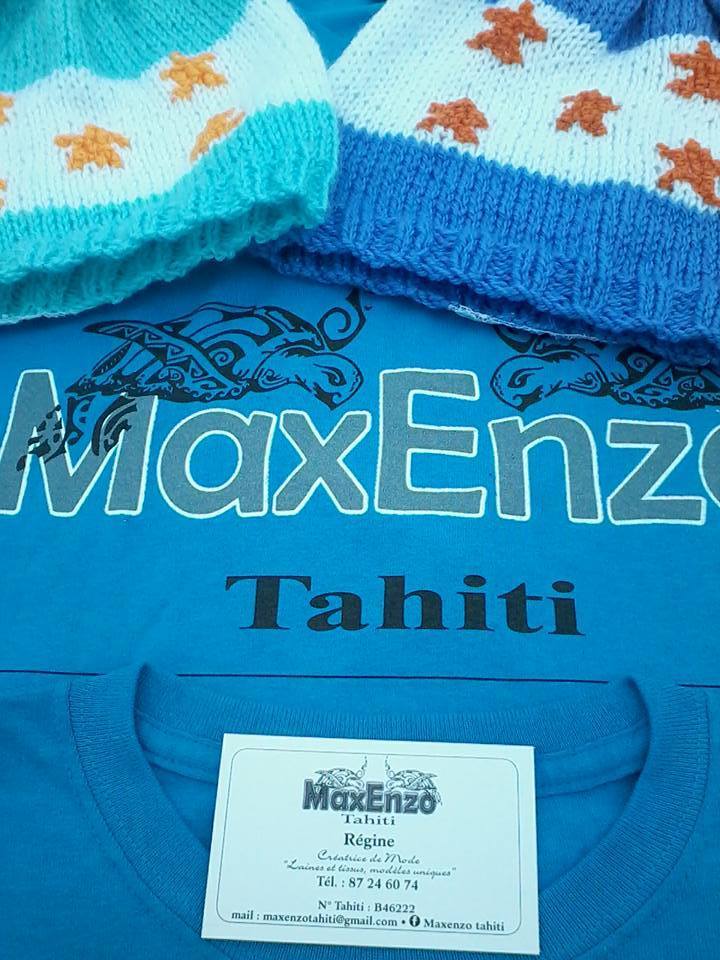 MaxEnzo
Tahiti
MaxEnzo
Tahiti
Régine
Créatrice de Mode
"Laines et tissus, modèles uniques"
Tél. : 87 24 60 74
N° Tahiti : B46222
mail : maxenzotahiti@gmail.com • Maxenzo tahiti